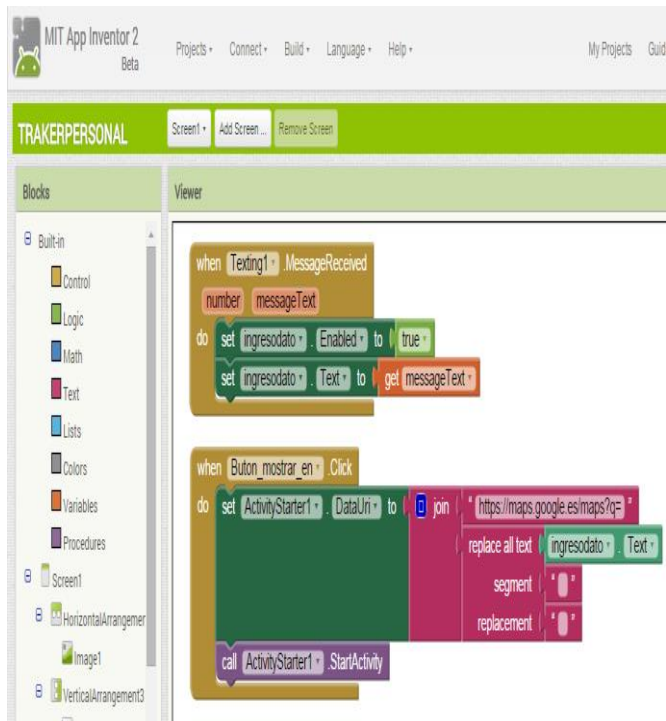 MIT App Inventor 2
Beta
Projects Connect Build Language Help My Projects Guid
TRAKERPERSONAL Screen1 Add Screen ... Remove Screen
Blocks
Viewer
Built-in
Control
Logic
Math
Text
Lists
Colors
Variables
Procedures
Screen1
HorizontalArrangemer
Image1
VerticalArrangement3
when Texting1 .MessageReceived
number messageText
do set ingresodato . Enabled to true
set ingresodato . Text to get messageText
when Buton_mostrar_en .Click
do set ActivityStarter1 . DataUri to join " https://maps.google.es/maps?q= "
replace all text ingresodato . Text
segment " "
replacement " "
call ActivityStarter1 .StartActivity